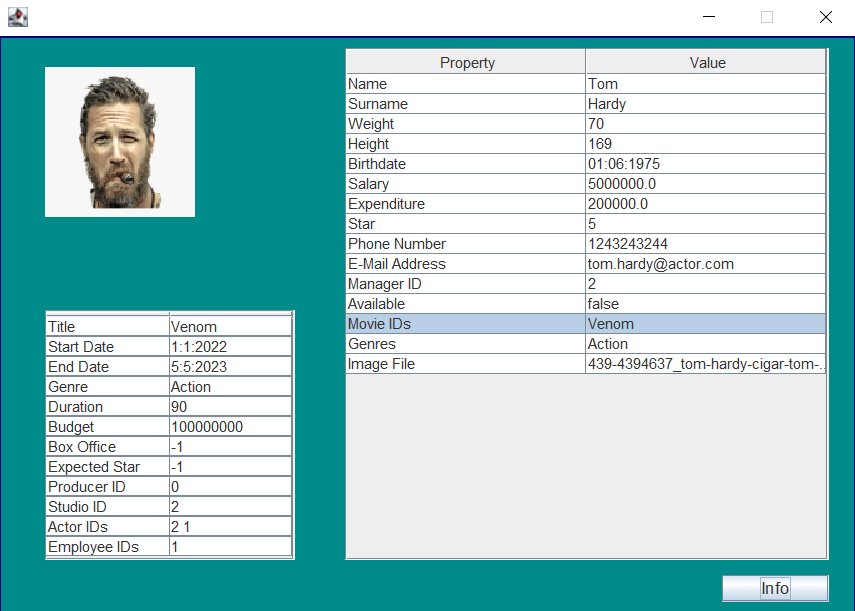 Property Value
Name Tom
Surname Hardy
Weight 70
Height 169
Birthdate 01:06:1975
Salary 5000000.0
Expenditure 200000.0
Star 5
Phone Number 1243243244
E-Mail Address tom.hardy@actor.com
Manager ID 2
Available false
Movie IDs Venom
Genres Action
Image File 439-4394637_tom-hardy-cigar-tom-...
Title Venom
Start Date 1:1:2022
End Date 5:5:2023
Genre Action
Duration 90
Budget 100000000
Box Office -1
Expected Star -1
Producer ID 0
Studio ID 2
Actor IDs 2 1
Employee IDs 1
Info